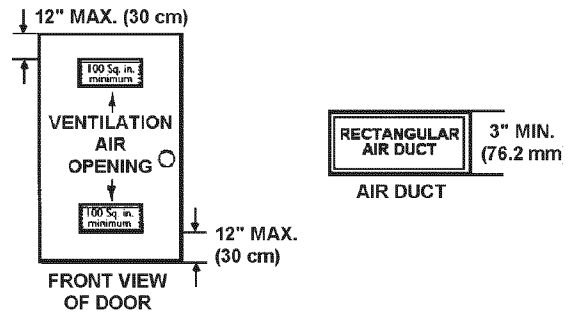 12" MAX. (30 cm)
100 Sq. in.
minimum
VENTILATION
AIR
OPENING
100 Sq. in.
minimum
12" MAX.
(30 cm)
FRONT VIEW
OF DOOR
RECTANGULAR
AIR DUCT
3" MIN.
(76.2 mm)
AIR DUCT